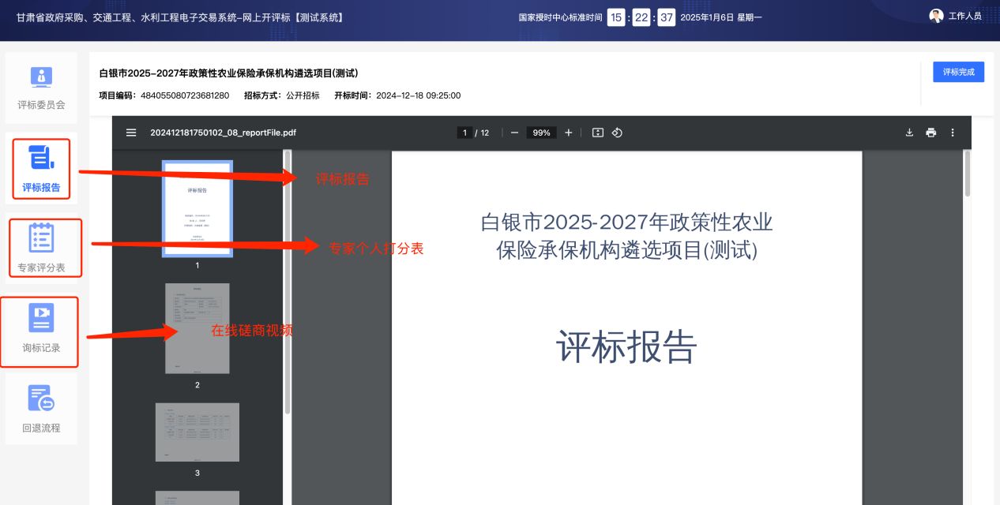 甘肃省政府采购、交通工程、水利工程电子交易系统-网上开评标【测试系统】
国家授时中心标准时间 15 : 22 : 37 2025年1月6日 星期一
工作人员
评标委员会
评标报告
专家评分表
询标记录
回退流程
白银市2025-2027年政策性农业保险承保机构遴选项目(测试)
项目编码: 484055080723681280 招标方式: 公开招标 开标时间: 2024-12-18 09:25:00
评标完成
202412181750102_08_reportFile.pdf
1 / 12
99%
评标报告
1
2
3
评标报告
专家个人打分表
在线磋商视频
白银市2025-2027年政策性农业
保险承保机构遴选项目(测试)
评标报告